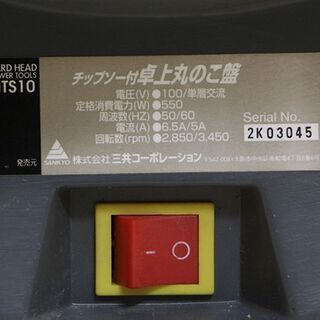 ARD HEAD
WER TOOLS
TS10
チップソー付卓上丸のこ盤
電圧(V) ●100/単層交流
定格消費電力(W) ●550
周波数(HZ) ●50/60
電流(A) ●6.5A/5A
回転数(rpm) ●2,850/3,450
Serial No.
2K03045
発売元
SANKYO
株式会社 三共コーポレーション